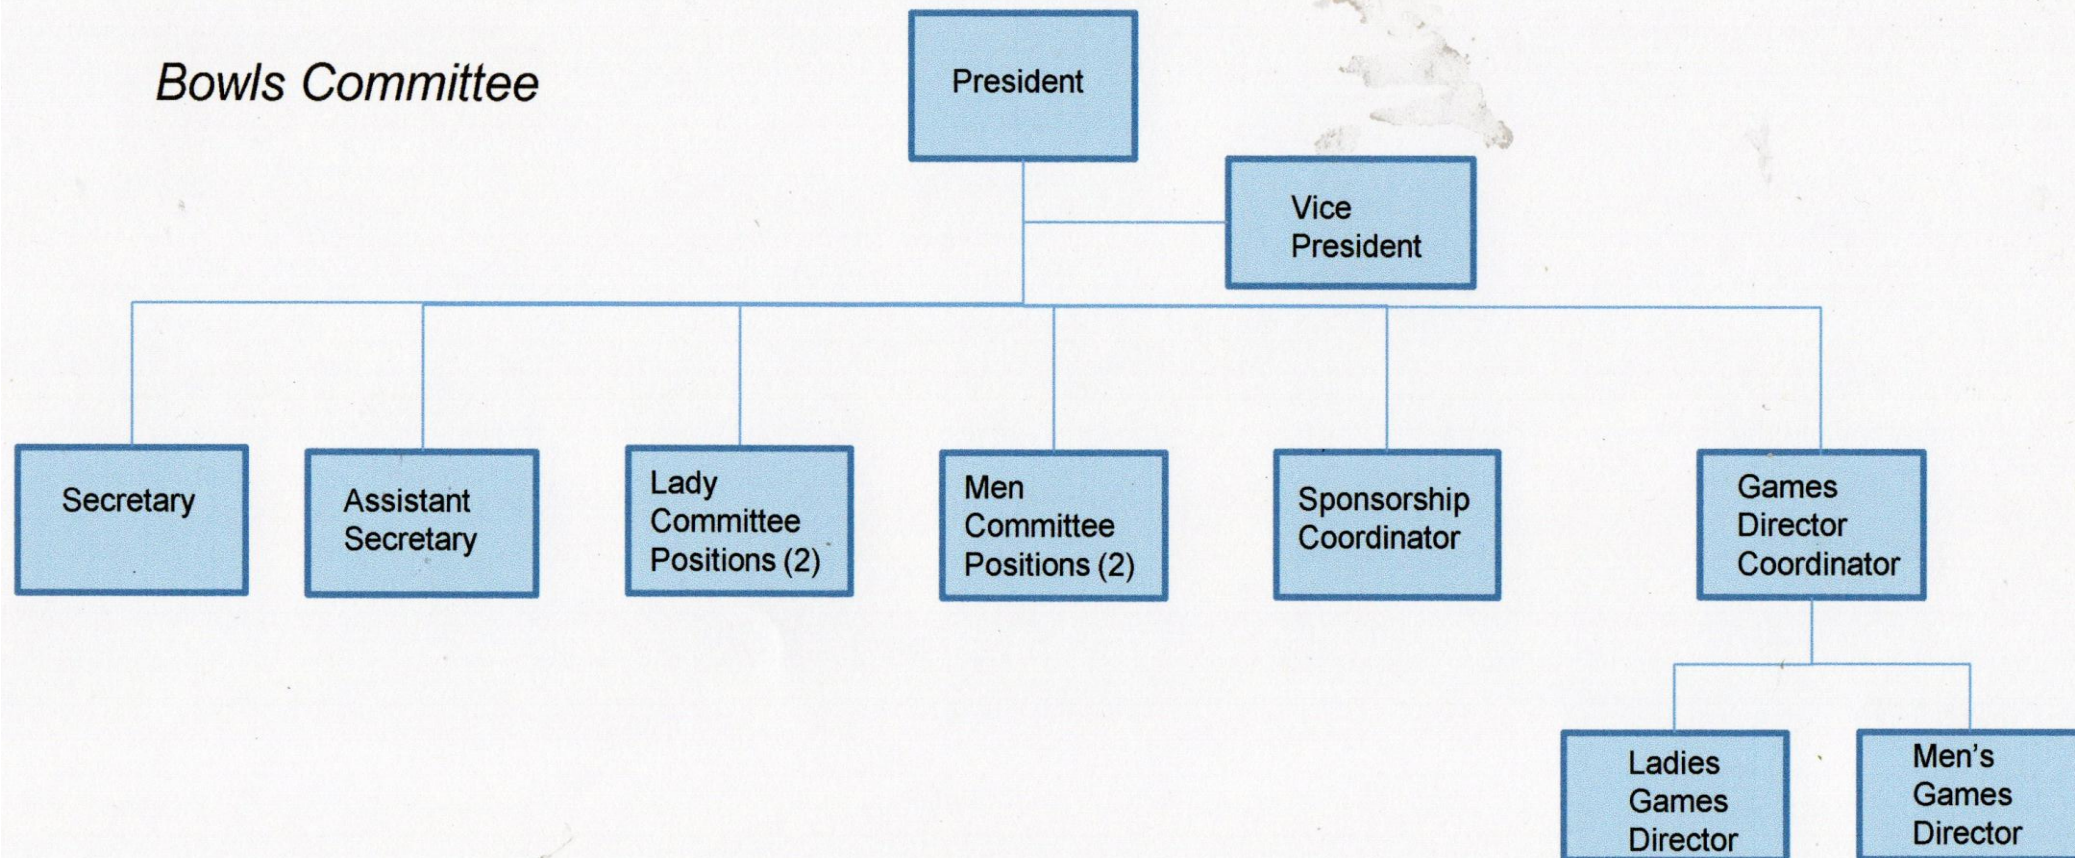 Bowls Committee
President
Vice
President
Secretary
Assistant
Secretary
Lady
Committee
Positions (2)
Men
Committee
Positions (2)
Sponsorship
Coordinator
Games
Director
Coordinator
Ladies
Games
Director
Men’s
Games
Director